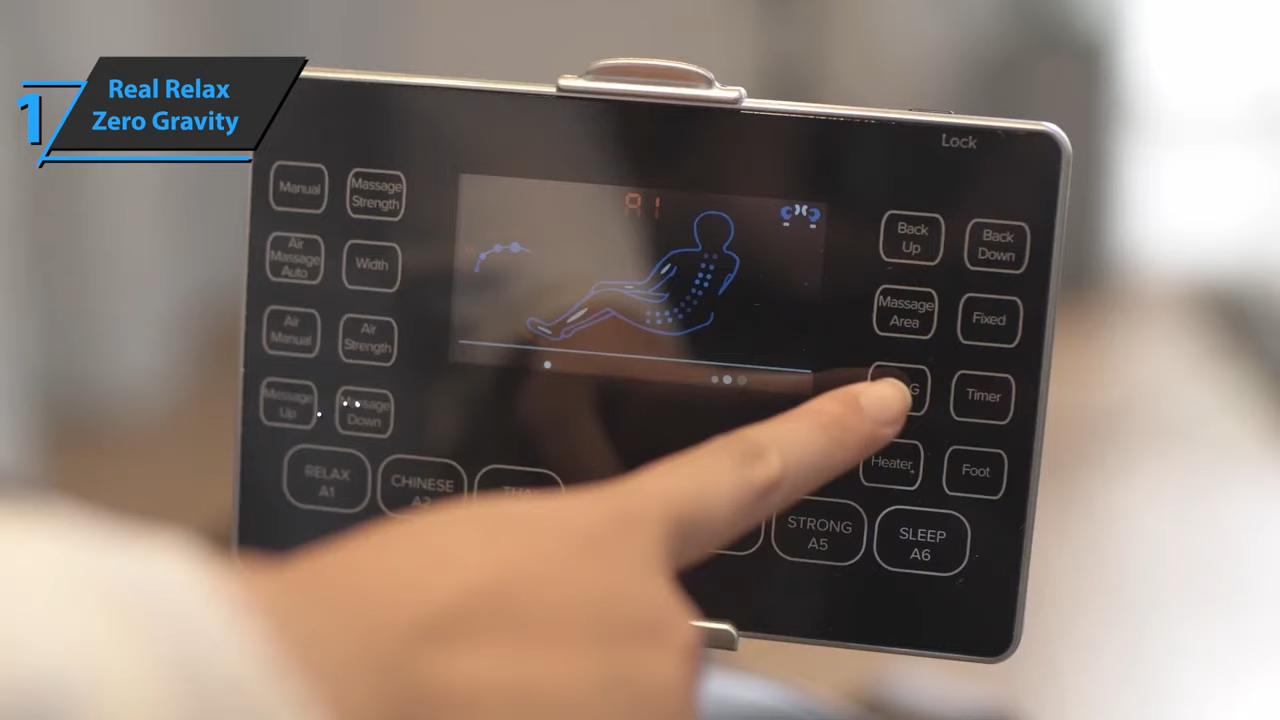 1
Real Relax
Zero Gravity
Lock
Manual
Massage
Strength
Air
Massage
Auto
Width
Air
Manual
Air
Strength
Massage
Up
Massage
Down
RELAX
A1
CHINESE
A1
Back
Up
Back
Down
Massage
Area
Fixed
G
Timer
Heater
Foot
STRONG
A5
SLEEP
A6